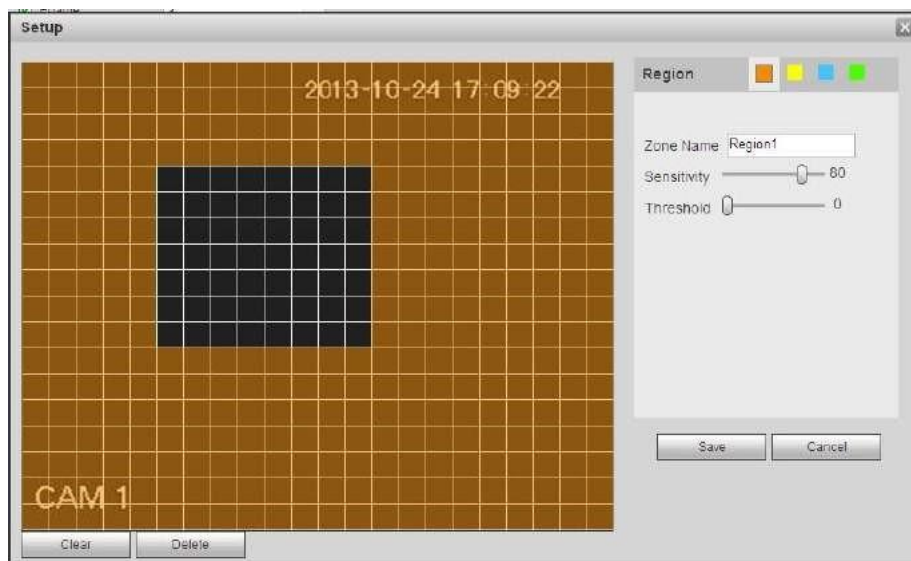 Setup
2013-10-24 17:09:22
CAM 1
Clear
Delete
Region
Zone Name Region1
Sensitivity 80
Threshold 0
Save
Cancel